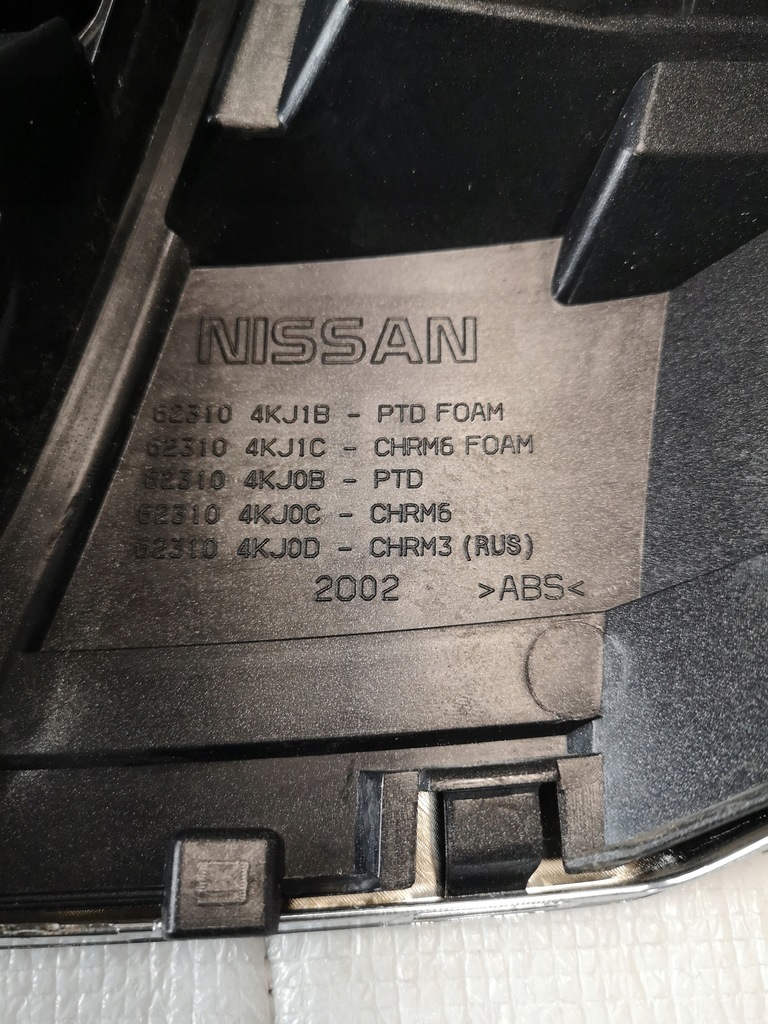 NISSAN
62310 4KJ1B - PTD FOAM
62310 4KJ1C - CHRM6 FOAM
62310 4KJ0B - PTD
62310 4KJ0C - CHRM6
62310 4KJ0D - CHRM3 (RUS)
2002 >ABS<